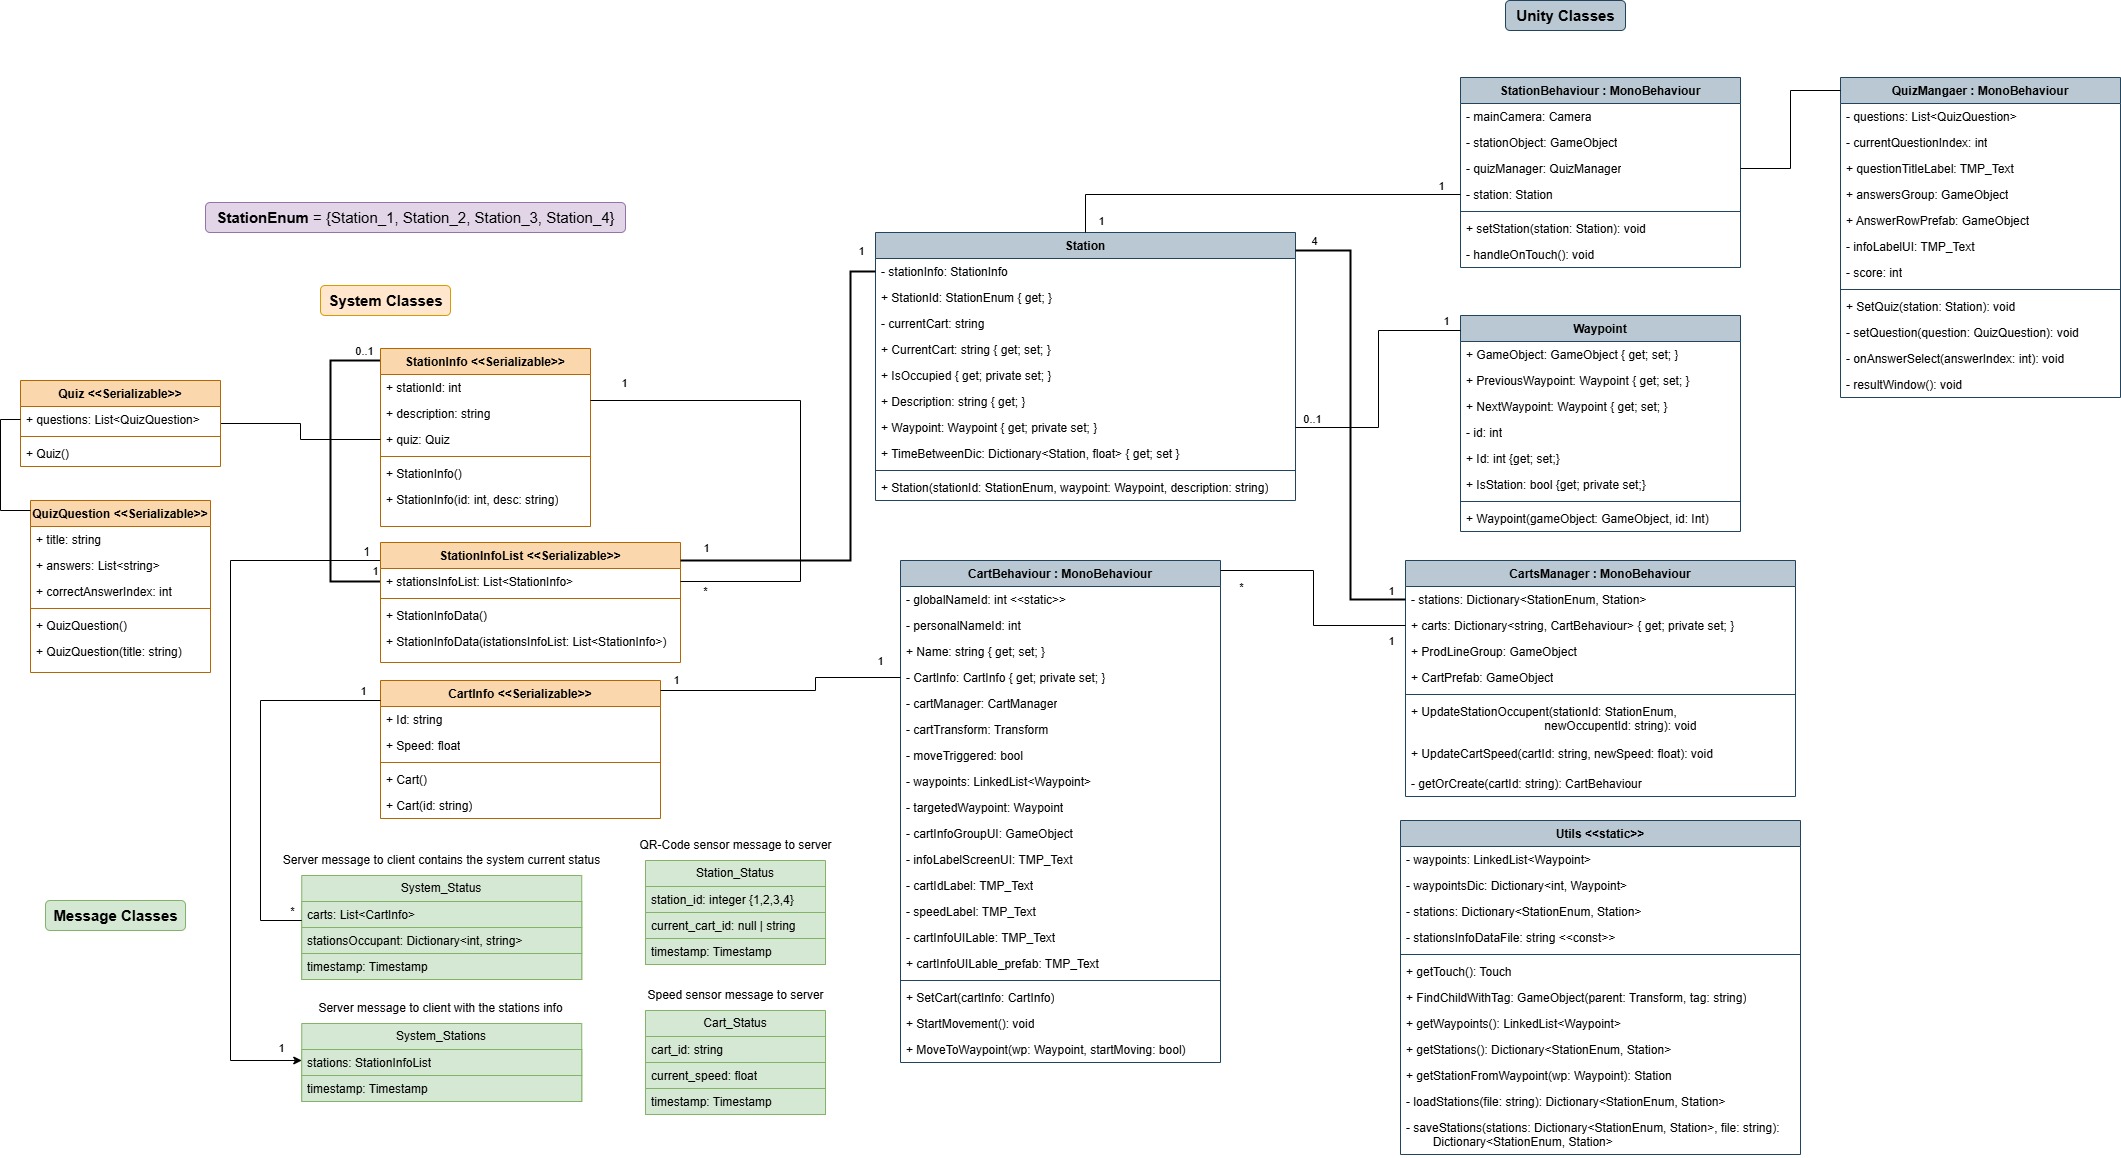 Unity Classes
StationBehaviour : MonoBehaviour
- mainCamera: Camera
- stationObject: GameObject
- quizManager: QuizManager
- station: Station
+ setStation(station: Station): void
- handleOnTouch(): void
QuizMangaer : MonoBehaviour
- questions: List<QuizQuestion>
- currentQuestionIndex: int
+ questionTitleLabel: TMP_Text
+ answersGroup: GameObject
+ AnswerRowPrefab: GameObject
- infoLabelUI: TMP_Text
- score: int
+ SetQuiz(station: Station): void
- setQuestion(question: QuizQuestion): void
- onAnswerSelect(answerIndex: int): void
- resultWindow(): void
StationEnum = {Station_1, Station_2, Station_3, Station_4}
1
1
1
4
Station
- stationInfo: StationInfo
+ StationId: StationEnum { get; }
- currentCart: string
+ CurrentCart: string { get; set; }
+ IsOccupied { get; private set; }
+ Description: string { get; }
+ Waypoint: Waypoint { get; private set; }
+ TimeBetweenDic: Dictionary<Station, float> { get; set }
+ Station(stationId: StationEnum, waypoint: Waypoint, description: string)
1
0..1
Waypoint
+ GameObject: GameObject { get; set; }
+ PreviousWaypoint: Waypoint { get; set; }
+ NextWaypoint: Waypoint { get; set; }
- id: int
+ Id: int {get; set;}
+ IsStation: bool {get; private set;}
+ Waypoint(gameObject: GameObject, id: Int)
System Classes
0..1
StationInfo <<Serializable>>
+ stationId: int
+ description: string
+ quiz: Quiz
+ StationInfo()
+ StationInfo(id: int, desc: string)
1
Quiz <<Serializable>>
+ questions: List<QuizQuestion>
+ Quiz()
QuizQuestion <<Serializable>>
+ title: string
+ answers: List<string>
+ correctAnswerIndex: int
+ QuizQuestion()
+ QuizQuestion(title: string)
1
1
1
*
StationInfoList <<Serializable>>
+ stationsInfoList: List<StationInfo>
+ StationInfoData()
+ StationInfoData(istationsInfoList: List<StationInfo>)
1
1
1
CartInfo <<Serializable>>
+ Id: string
+ Speed: float
+ Cart()
+ Cart(id: string)
CartBehaviour : MonoBehaviour
- globalNameId: int <<static>>
- personalNameId: int
+ Name: string { get; set; }
- CartInfo: CartInfo { get; private set; }
- cartManager: CartManager
- cartTransform: Transform
- moveTriggered: bool
- waypoints: LinkedList<Waypoint>
- targetedWaypoint: Waypoint
- cartInfoGroupUI: GameObject
- infoLabelScreenUI: TMP_Text
- cartIdLabel: TMP_Text
- speedLabel: TMP_Text
- cartInfoUILable: TMP_Text
+ cartInfoUILable_prefab: TMP_Text
+ SetCart(cartInfo: CartInfo)
+ StartMovement(): void
+ MoveToWaypoint(wp: Waypoint, startMoving: bool)
*
1
1
CartsManager : MonoBehaviour
- stations: Dictionary<StationEnum, Station>
+ carts: Dictionary<string, CartBehaviour> { get; private set; }
+ ProdLineGroup: GameObject
+ CartPrefab: GameObject
+ UpdateStationOccupent(stationId: StationEnum,
newOccupentId: string): void
+ UpdateCartSpeed(cartId: string, newSpeed: float): void
- getOrCreate(cartId: string): CartBehaviour
Utils <<static>>
- waypoints: LinkedList<Waypoint>
- waypointsDic: Dictionary<int, Waypoint>
- stations: Dictionary<StationEnum, Station>
- stationsInfoDataFile: string <<const>>
+ getTouch(): Touch
+ FindChildWithTag: GameObject(parent: Transform, tag: string)
+ getWaypoints(): LinkedList<Waypoint>
+ getStations(): Dictionary<StationEnum, Station>
+ getStationFromWaypoint(wp: Waypoint): Station
- loadStations(file: string): Dictionary<StationEnum, Station>
- saveStations(stations: Dictionary<StationEnum, Station>, file: string):
Dictionary<StationEnum, Station>
Message Classes
Server message to client contains the system current status
*
System_Status
carts: List<CartInfo>
stationsOccupant: Dictionary<int, string>
timestamp: Timestamp
QR-Code sensor message to server
Station_Status
station_id: integer {1,2,3,4}
current_cart_id: null | string
timestamp: Timestamp
Server message to client with the stations info
1
System_Stations
stations: StationInfoList
timestamp: Timestamp
Speed sensor message to server
Cart_Status
cart_id: string
current_speed: float
timestamp: Timestamp